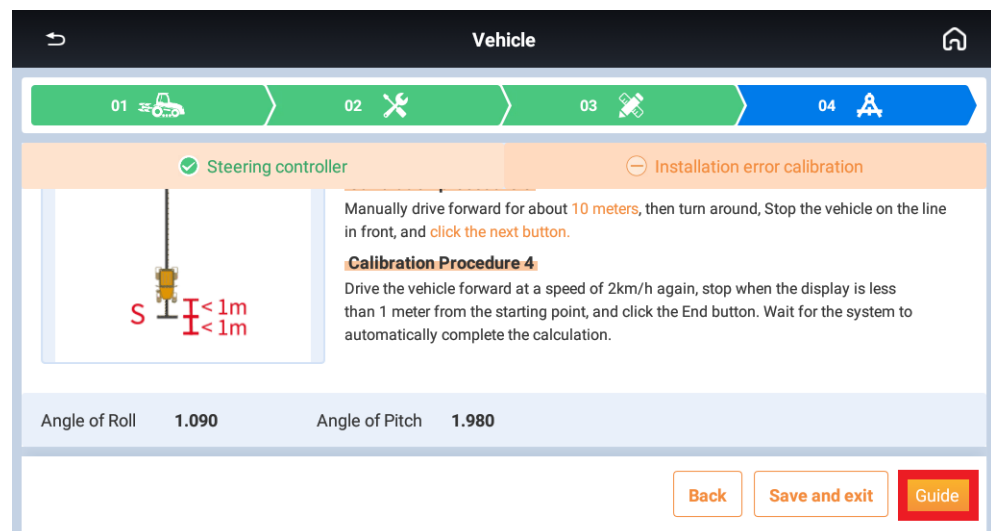 Vehicle
01
02
03
04
Steering controller
Installation error calibration
Manually drive forward for about 10 meters, then turn around, Stop the vehicle on the line
in front, and click the next button.
Calibration Procedure 4
Drive the vehicle forward at a speed of 2km/h again, stop when the display is less
than 1 meter from the starting point, and click the End button. Wait for the system to
automatically complete the calculation.
S
< 1m
< 1m
Angle of Roll 1.090 Angle of Pitch 1.980
Back Save and exit Guide